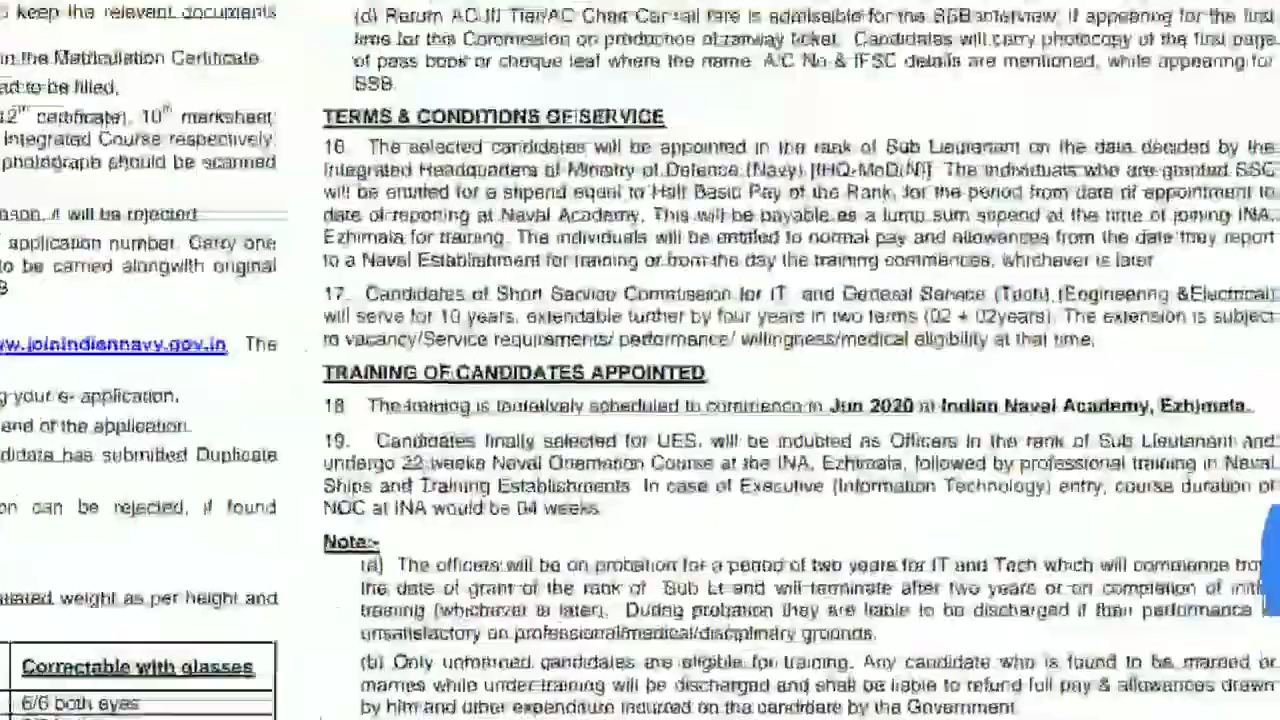 keep the relevant documents
in the Matriculation Certificate
ad to be filled,
12th certificate), 10th marksheet
Integrated Course respectively
photograph should be scanned
ason, it will be rejected
application number. Carry one
to be carried alongwith original
ww.joinindiannavy.gov.in The
g your e- application.
end of the application.
didate has submitted Duplicate
on can be rejected, if found
weight as per height and
Correctable with glasses
6/6 both eyes
(d) Return AC III Tier/AC Chair Car rail fare is admissible for the SSB interview, if appearing for the first
time for this Commission on production of railway ticket. Candidates will carry photocopy of the first page
of pass book or cheque leaf where the name A/C No & IFSC details are mentioned, while appearing for
SSB
TERMS & CONDITIONS OF SERVICE
16. The selected candidates will be appointed in the rank of Sub Lieutenant on the date decided by the
Integrated Headquarters of Ministry of Defence (Navy) [IHQ-MoD(N)]. The individuals who are granted SSC
will be entitled for a stipend equal to Half Basic Pay of the Rank, for the period from date of appointment to
date of reporting at Naval Academy. This will be payable as a lump sum stipend at the time of joining INA,
Ezhimala for training. The individuals will be entitled to normal pay and allowances from the date they report
to a Naval Establishment for training or from the day the training commences, whichever is later
17. Candidates of Short Service Commission for IT and General Service (Tech) (Engineering &Electrical)
will serve for 10 years, extendable further by four years in two terms (02 + 02years). The extension is subject
to vacancy/Service requirements/ performance/ willingness/medical eligibility at that time.
TRAINING OF CANDIDATES APPOINTED
18 The training is tentatively scheduled to commence in Jun 2020 at Indian Naval Academy, Ezhimala.
19. Candidates finally selected for UES, will be inducted as Officers in the rank of Sub Lieutenant and
undergo 22 weeks Naval Orientation Course at the INA, Ezhimala, followed by professional training in Naval
Ships and Training Establishments In case of Executive (Information Technology) entry, course duration of
NOC at INA would be 04 weeks
Note:-
(a) The officers will be on probation for a period of two years for IT and Tech which will commence from
the date of grant of the rank of Sub Lt and will terminate after two years or on completion of initial
training (whichever is later). During probation they are liable to be discharged if their performance
unsatisfactory on professional/medical/disciplinary grounds.
(b) Only unmarried candidates are eligible for training. Any candidate who is found to be married or
marries while under training will be discharged and shall be liable to refund full pay & allowances drawn
by him and other expenditure incurred on the candidate by the Government